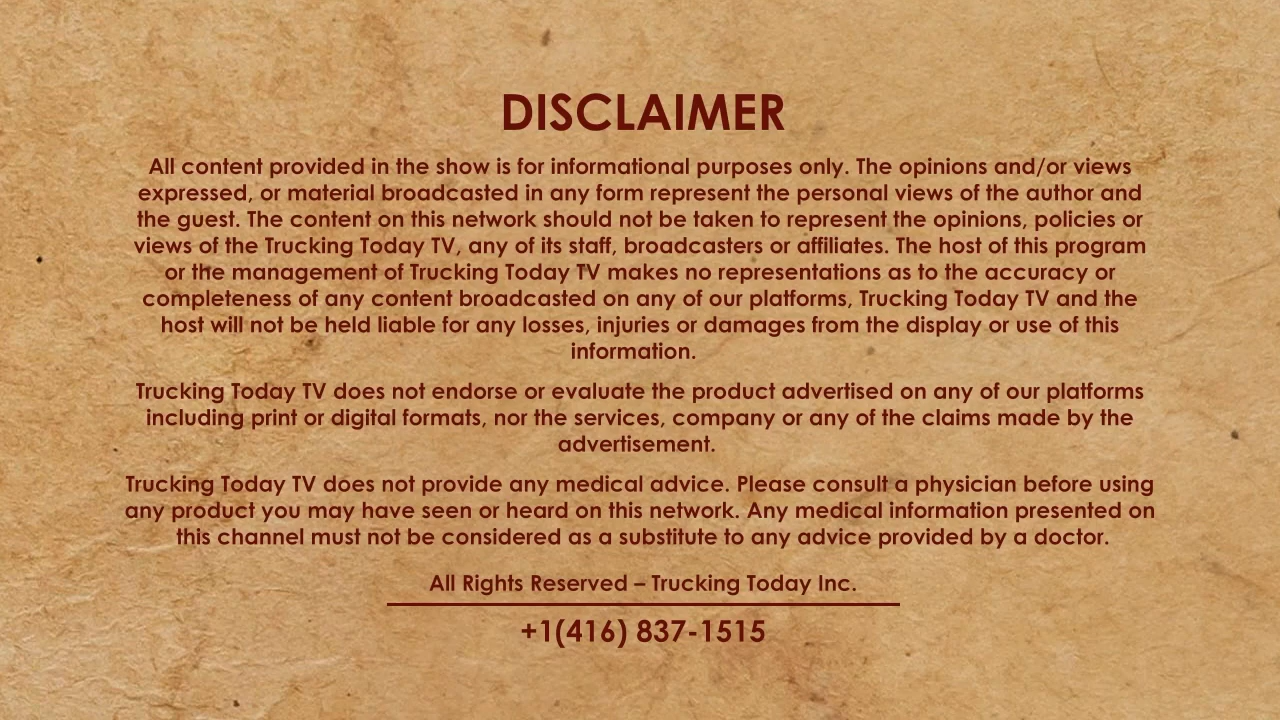 DISCLAIMER
All content provided in the show is for informational purposes only. The opinions and/or views
expressed, or material broadcasted in any form represent the personal views of the author and
the guest. The content on this network should not be taken to represent the opinions, policies or
views of the Trucking Today TV, any of its staff, broadcasters or affiliates. The host of this program
or the management of Trucking Today TV makes no representations as to the accuracy or
completeness of any content broadcasted on any of our platforms, Trucking Today TV and the
host will not be held liable for any losses, injuries or damages from the display or use of this
information.
Trucking Today TV does not endorse or evaluate the product advertised on any of our platforms
including print or digital formats, nor the services, company or any of the claims made by the
advertisement.
Trucking Today TV does not provide any medical advice. Please consult a physician before using
any product you may have seen or heard on this network. Any medical information presented on
this channel must not be considered as a substitute to any advice provided by a doctor.
All Rights Reserved – Trucking Today Inc.
+1(416) 837-1515